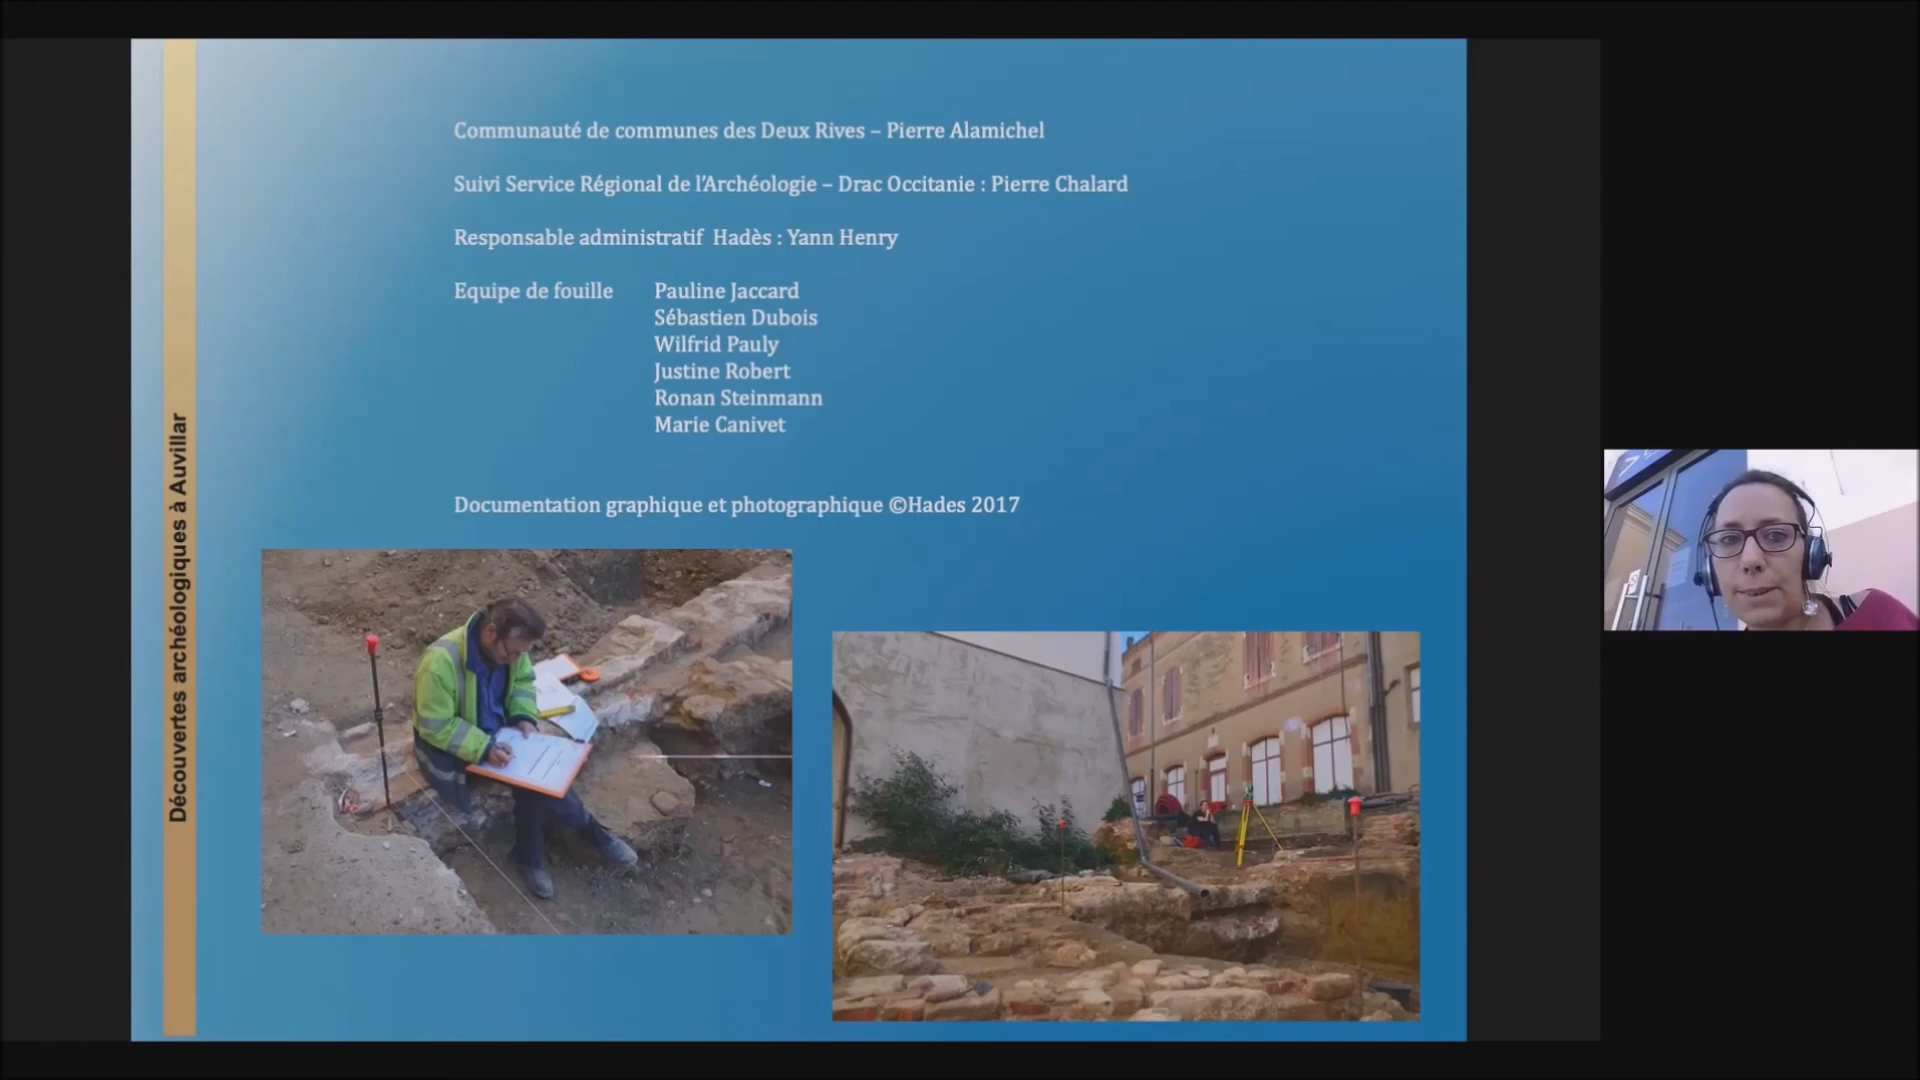 Communauté de communes des Deux Rives – Pierre Alamichel
Suivi Service Régional de l'Archéologie – Drac Occitanie : Pierre Chalard
Responsable administratif Hadès : Yann Henry
Equipe de fouille Pauline Jaccard
Sébastien Dubois
Wilfrid Pauly
Justine Robert
Ronan Steinmann
Marie Canivet
Documentation graphique et photographique ©Hades 2017
Découvertes archéologiques à Auvillar